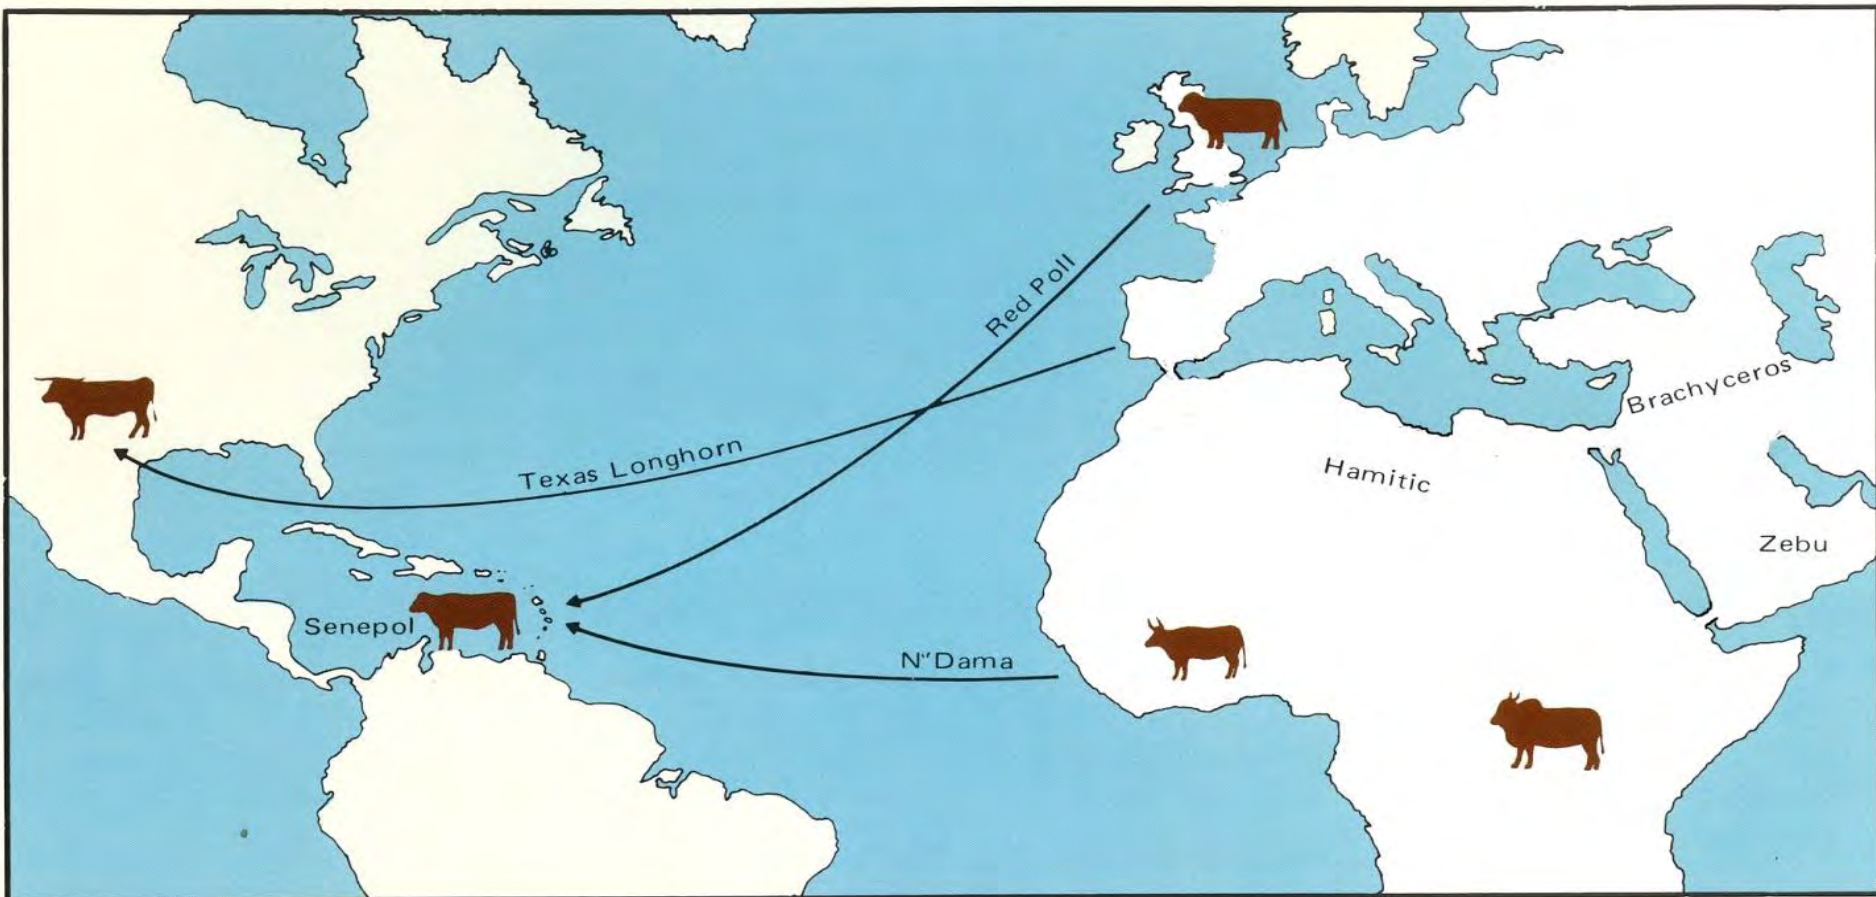 Red Poll
Brachyceros
Texas Longhorn
Hamitic
Zebu
Senepol
N"Dama